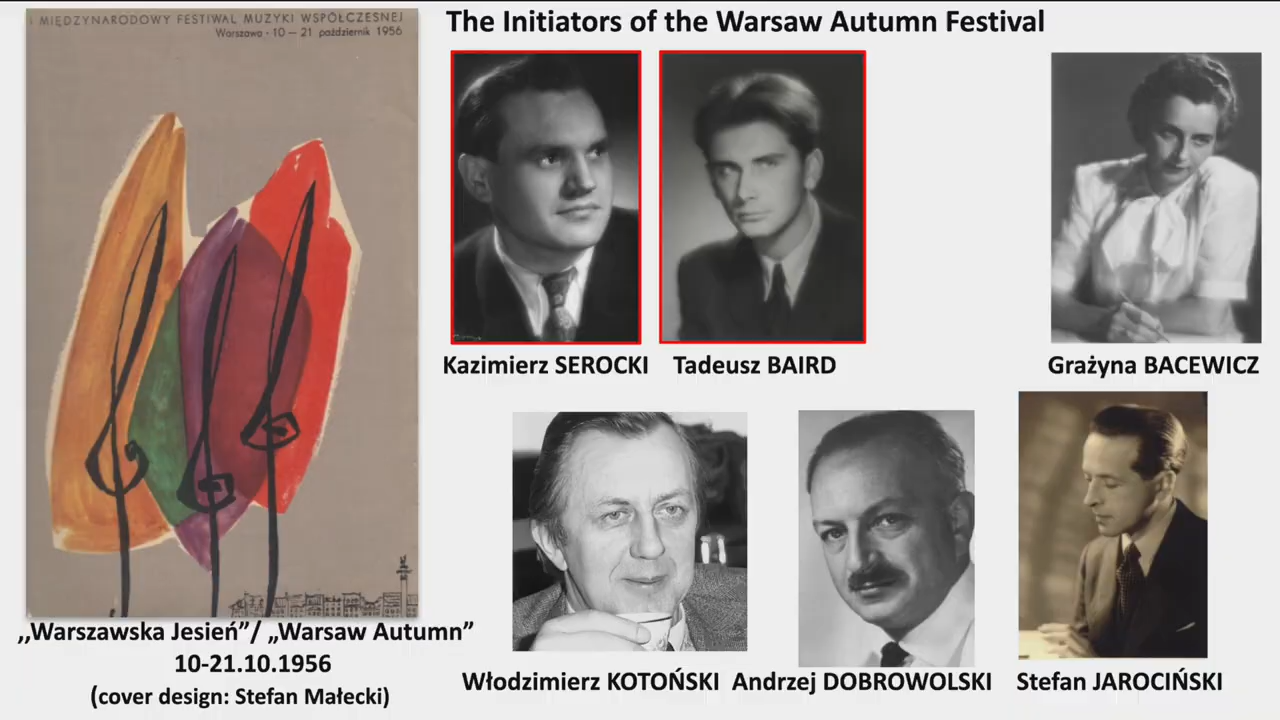 I MIĘDZYNARODOWY FESTIWAL MUZYKI WSPÓŁCZESNEJ
Warszawa - 10 — 21 październik 1956
The Initiators of the Warsaw Autumn Festival
Kazimierz SEROCKI
Tadeusz BAIRD
Grażyna BACEWICZ
Włodzimierz KOTOŃSKI
Andrzej DOBROWOLSKI
Stefan JAROCIŃSKI
,,Warszawska Jesień”/ „Warsaw Autumn”
10-21.10.1956
(cover design: Stefan Małecki)